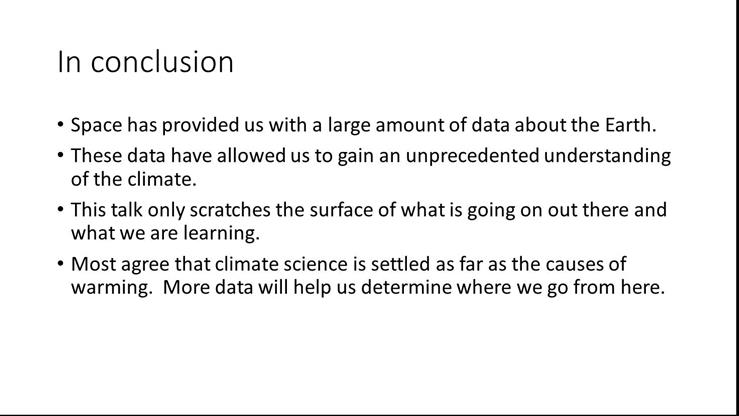 In conclusion
• Space has provided us with a large amount of data about the Earth.
• These data have allowed us to gain an unprecedented understanding
of the climate.
• This talk only scratches the surface of what is going on out there and
what we are learning.
• Most agree that climate science is settled as far as the causes of
warming.  More data will help us determine where we go from here.